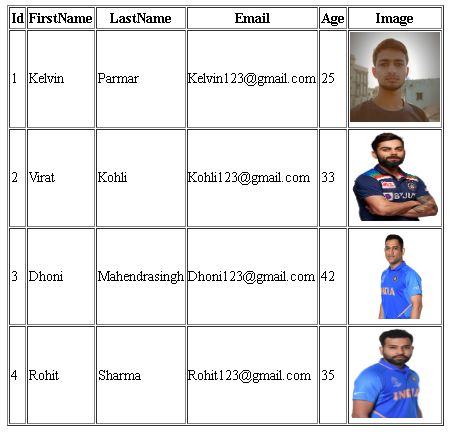 Id FirstName LastName Email Age Image
1 Kelvin Parmar Kelvin123@gmail.com 25
2 Virat Kohli Kohli123@gmail.com 33
3 Dhoni Mahendrasingh Dhoni123@gmail.com 42
4 Rohit Sharma Rohit123@gmail.com 35